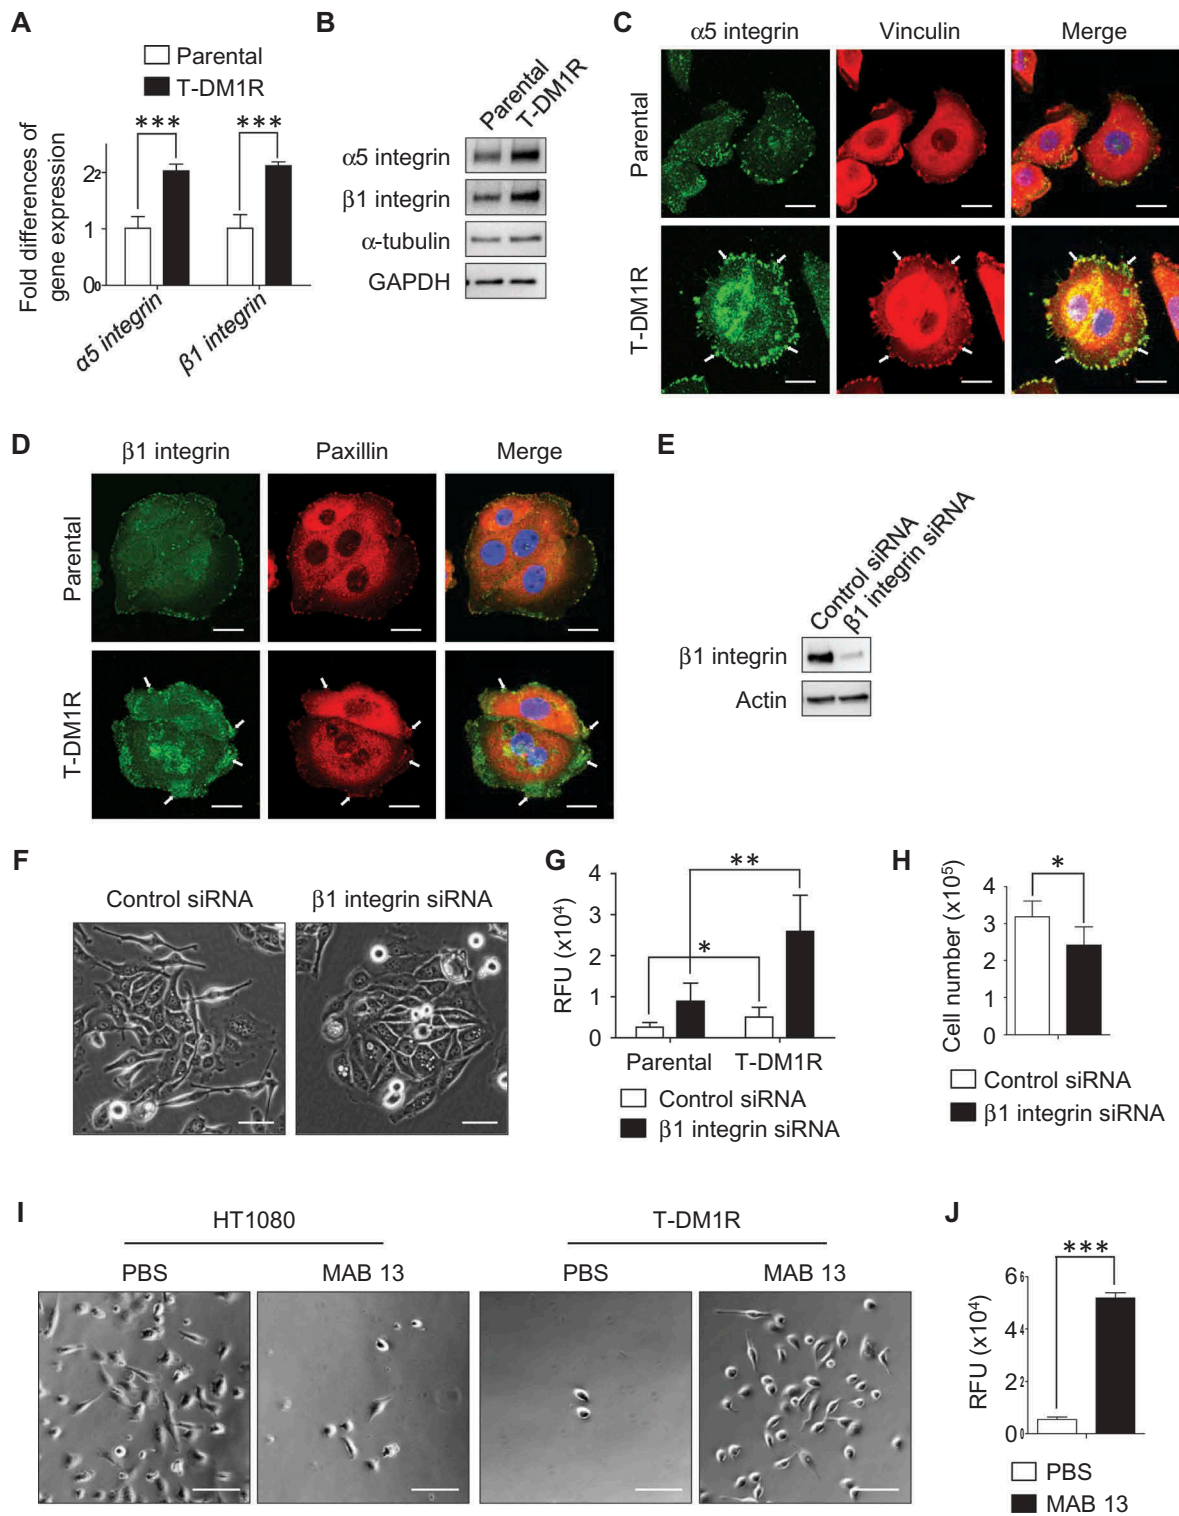 A
Parental
T-DM1R
*** ***
Fold differences of
gene expression
2
1
0
α5 integrin
β1 integrin
B
Parental
T-DM1R
α5 integrin
β1 integrin
α-tubulin
GAPDH
C
α5 integrin Vinculin Merge
Parental
T-DM1R
D
β1 integrin Paxillin Merge
Parental
T-DM1R
E
Control siRNA
β1 integrin siRNA
β1 integrin
Actin
F
Control siRNA β1 integrin siRNA
G
RFU (x10⁴)
4
3
2
1
0
**
*
Parental T-DM1R
Control siRNA
β1 integrin siRNA
H
Cell number (x10⁵)
4
3
2
1
0
*
Control siRNA
β1 integrin siRNA
I
HT1080 T-DM1R
PBS MAB 13 PBS MAB 13
J
RFU (x10⁴)
6
4
2
0
***
PBS
MAB 13